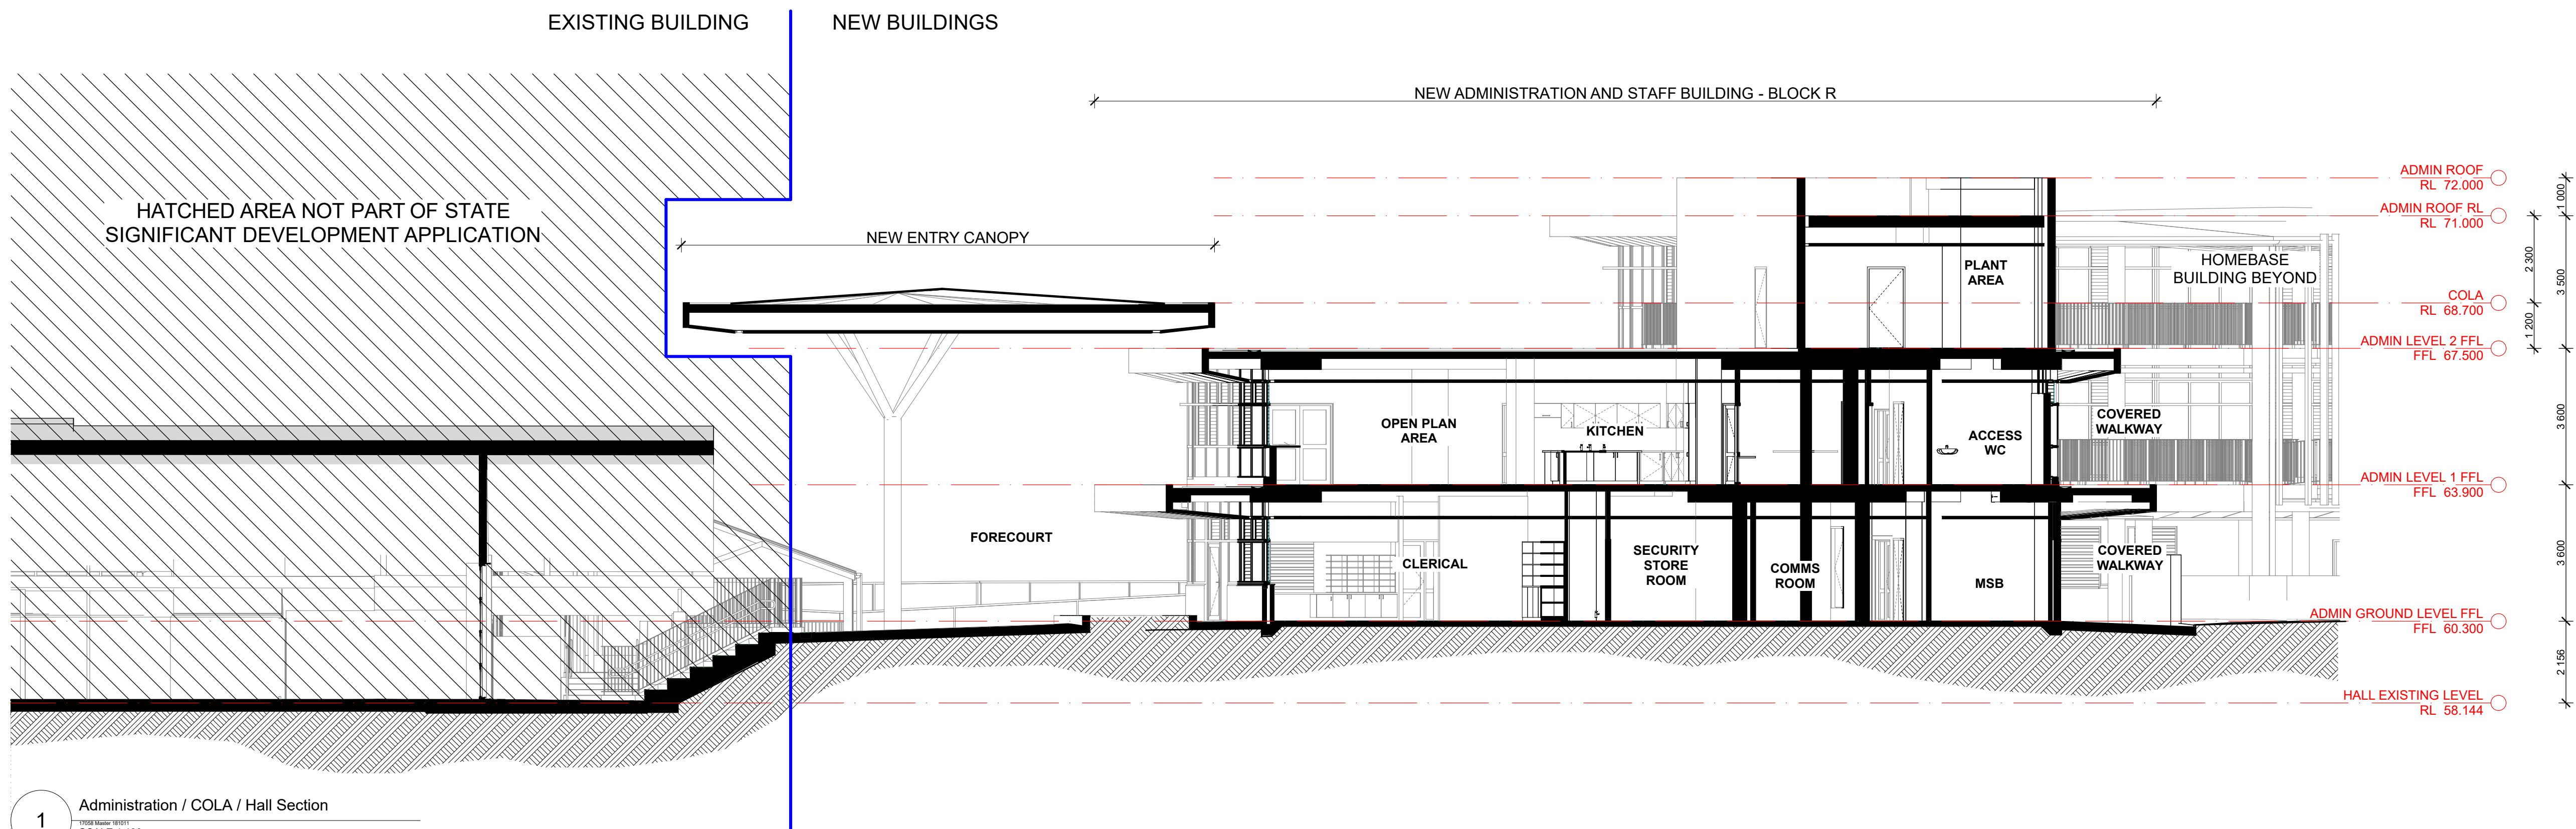 EXISTING BUILDING
NEW BUILDINGS
NEW ADMINISTRATION AND STAFF BUILDING - BLOCK R
HATCHED AREA NOT PART OF STATE
SIGNIFICANT DEVELOPMENT APPLICATION
NEW ENTRY CANOPY
ADMIN ROOF
RL 72.000
1 000
ADMIN ROOF RL
RL 71.000
2 300
3 500
HOMEBASE
BUILDING BEYOND
PLANT
AREA
COLA
RL 68.700
1 200
ADMIN LEVEL 2 FFL
FFL 67.500
OPEN PLAN
AREA
KITCHEN
ACCESS
WC
COVERED
WALKWAY
3 600
ADMIN LEVEL 1 FFL
FFL 63.900
FORECOURT
CLERICAL
SECURITY
STORE
ROOM
COMMS
ROOM
MSB
COVERED
WALKWAY
3 600
ADMIN GROUND LEVEL FFL
FFL 60.300
2 156
HALL EXISTING LEVEL
RL 58.144
1
Administration / COLA / Hall Section
17058 Master 181011